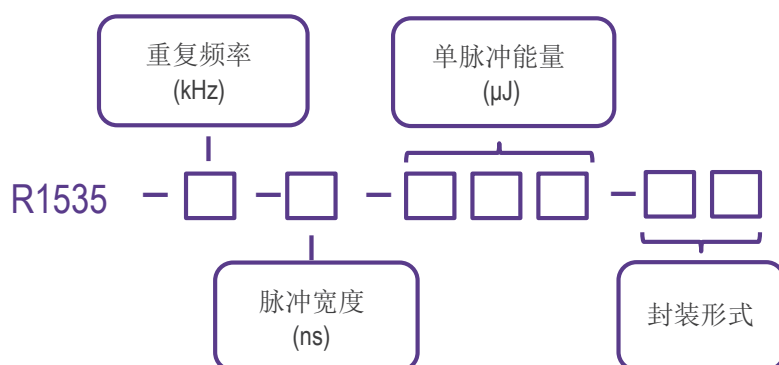 重复频率
(kHz)
单脉冲能量
(μJ)
R1535 – □ – □ – □ □ □ – □ □
脉冲宽度
(ns)
封装形式